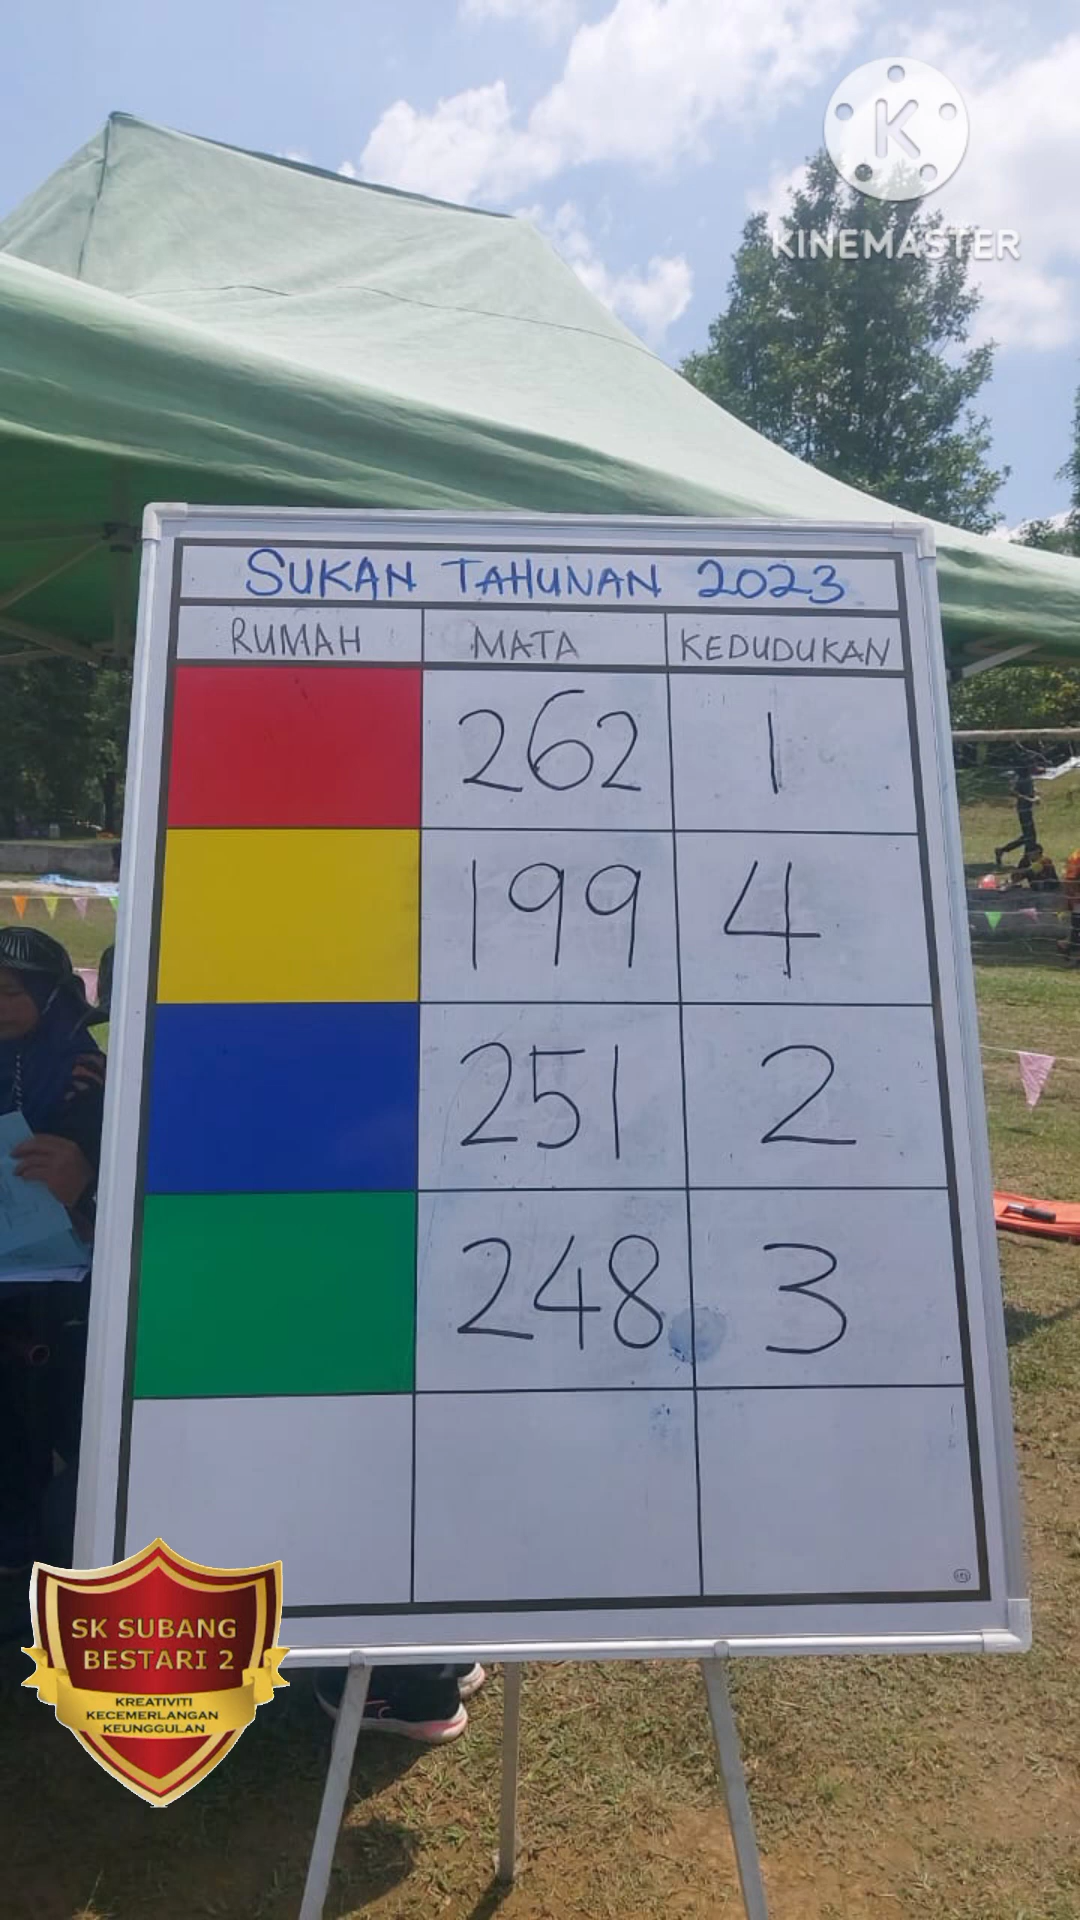 K
KINEMASTER
SUKAN TAHUNAN 2023
RUMAH MATA KEDUDUKAN
262 1
199 4
251 2
248 3
SK SUBANG
BESTARI 2
KREATIVITI
KECEMERLANGAN
KEUNGGULAN